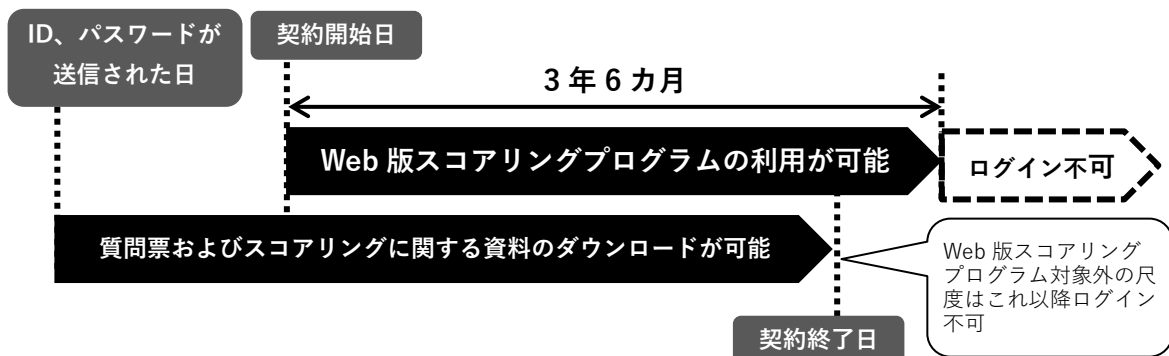 ID、パスワードが
送信された日
契約開始日
3 年 6 カ月
Web 版スコアリングプログラムの利用が可能
ログイン不可
質問票およびスコアリングに関する資料のダウンロードが可能
Web 版スコアリング
プログラム対象外の尺
度はこれ以降ログイン
不可
契約終了日